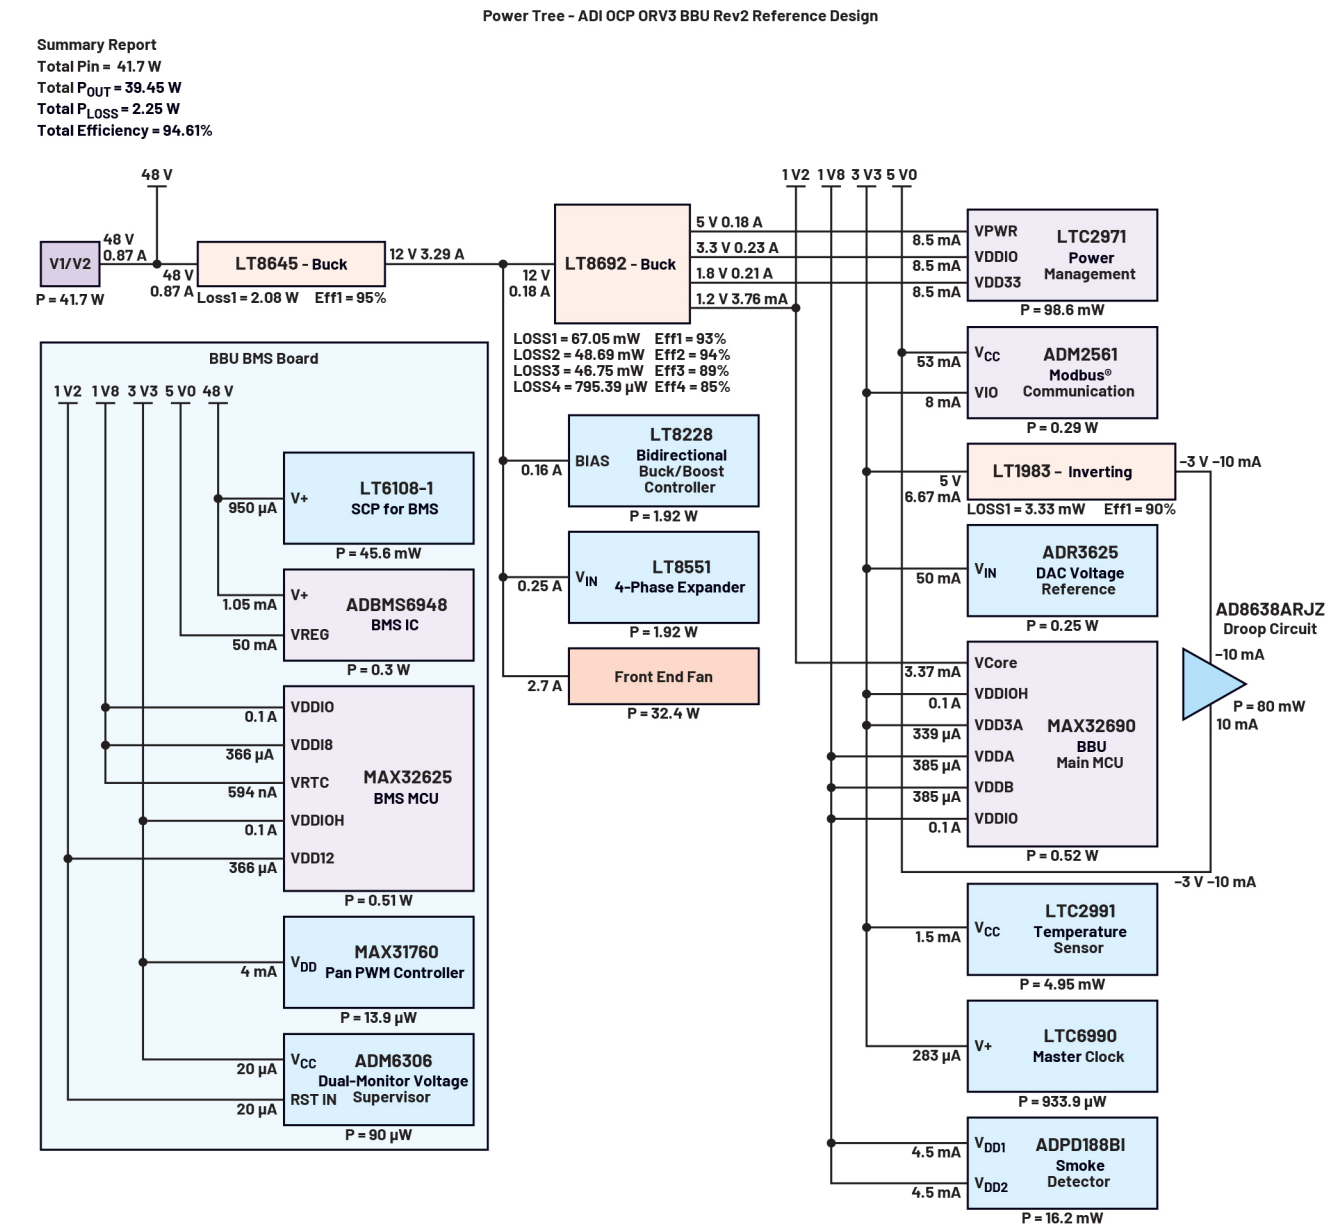 Power Tree - ADI OCP ORV3 BBU Rev2 Reference Design
Summary Report
Total Pin = 41.7 W
Total POUT = 39.45 W
Total PLOSS = 2.25 W
Total Efficiency = 94.61%
48 V
1 V2
1 V8
3 V3
5 V0
V1/V2
P = 41.7 W
48 V
0.87 A
48 V
0.87 A
LT8645 - Buck
Loss1 = 2.08 W Eff1 = 95%
12 V 3.29 A
12 V
0.18 A
LT8692 - Buck
5 V 0.18 A
3.3 V 0.23 A
1.8 V 0.21 A
1.2 V 3.76 mA
LOSS1 = 67.05 mW Eff1 = 93%
LOSS2 = 48.69 mW Eff2 = 94%
LOSS3 = 46.75 mW Eff3 = 89%
LOSS4 = 795.39 µW Eff4 = 85%
0.16 A
BIAS
LT8228
Bidirectional
Buck/Boost
Controller
P = 1.92 W
0.25 A
VIN
LT8551
4-Phase Expander
P = 1.92 W
2.7 A
Front End Fan
P = 32.4 W
BBU BMS Board
1 V2
1 V8
3 V3
5 V0
48 V
950 µA
V+
LT6108-1
SCP for BMS
P = 45.6 mW
1.05 mA
V+
50 mA
VREG
ADBMS6948
BMS IC
P = 0.3 W
0.1 A
VDDIO
366 µA
VDDI8
594 nA
VRTC
0.1 A
VDDIOH
366 µA
VDD12
MAX32625
BMS MCU
P = 0.51 W
4 mA
VDD
MAX31760
Pan PWM Controller
P = 13.9 µW
20 µA
VCC
20 µA
RST IN
ADM6306
Dual-Monitor Voltage
Supervisor
P = 90 µW
8.5 mA
VPWR
8.5 mA
VDDIO
8.5 mA
VDD33
LTC2971
Power
Management
P = 98.6 mW
53 mA
VCC
8 mA
VIO
ADM2561
Modbus®
Communication
P = 0.29 W
5 V
6.67 mA
LT1983 - Inverting
LOSS1 = 3.33 mW Eff1 = 90%
−3 V −10 mA
50 mA
VIN
ADR3625
DAC Voltage
Reference
P = 0.25 W
AD8638ARJZ
Droop Circuit
−10 mA
P = 80 mW
10 mA
−3 V −10 mA
3.37 mA
VCore
0.1 A
VDDIOH
339 µA
VDD3A
385 µA
VDDA
385 µA
VDDB
0.1 A
VDDIO
MAX32690
BBU
Main MCU
P = 0.52 W
1.5 mA
VCC
LTC2991
Temperature
Sensor
P = 4.95 mW
283 µA
V+
LTC6990
Master Clock
P = 933.9 µW
4.5 mA
VDD1
4.5 mA
VDD2
ADPD188BI
Smoke
Detector
P = 16.2 mW